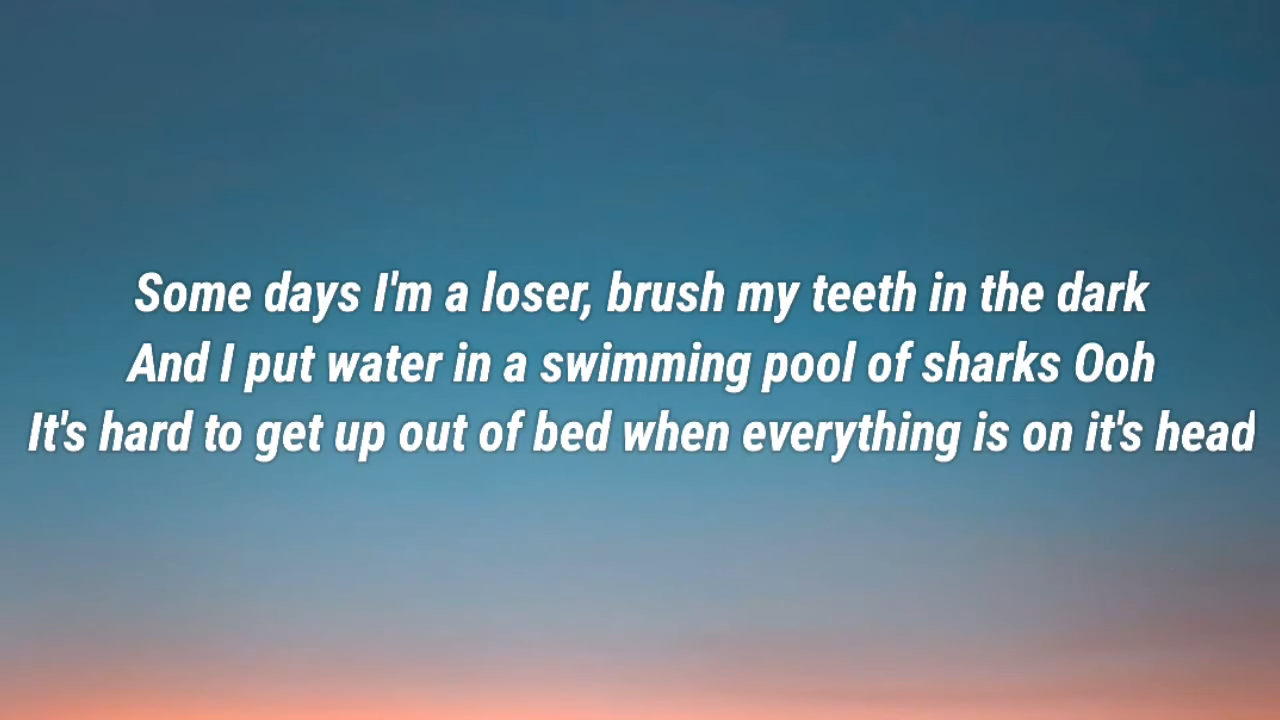 Some days I'm a loser, brush my teeth in the dark
And I put water in a swimming pool of sharks Ooh
It's hard to get up out of bed when everything is on it's head